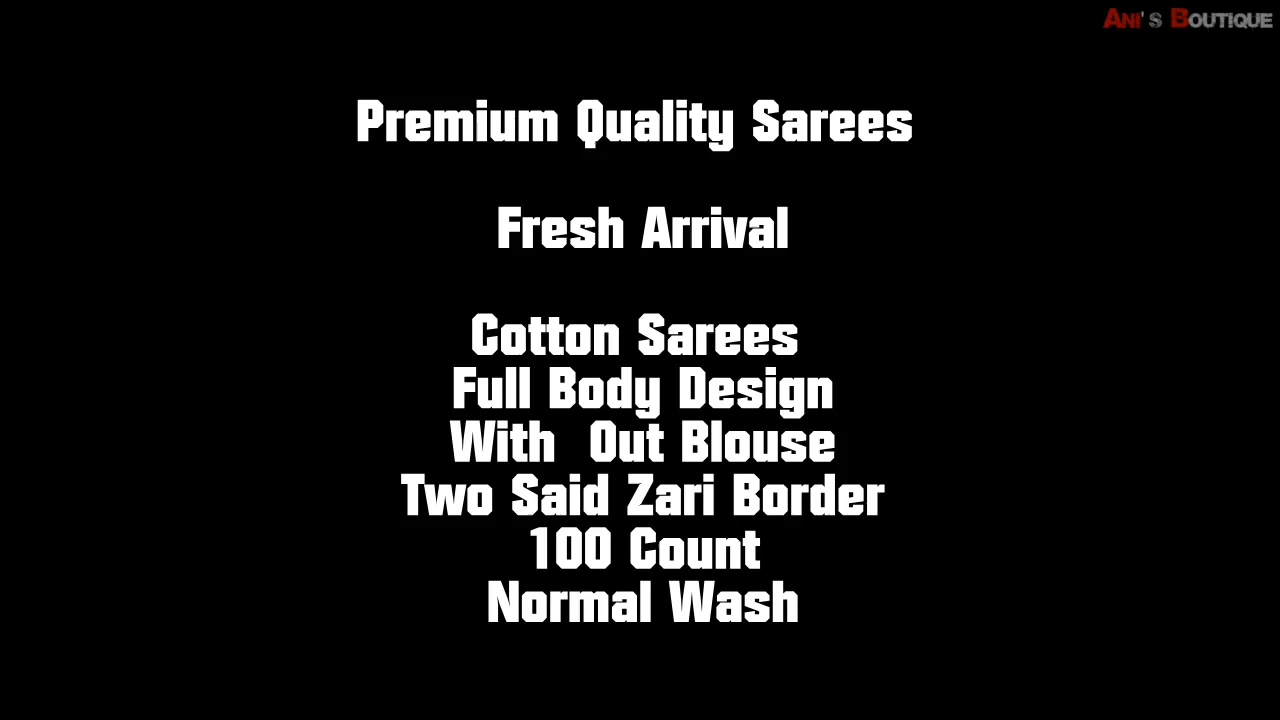 Ani's Boutique
Premium Quality Sarees
Fresh Arrival
Cotton Sarees
Full Body Design
With  Out Blouse
Two Said Zari Border
100 Count
Normal Wash